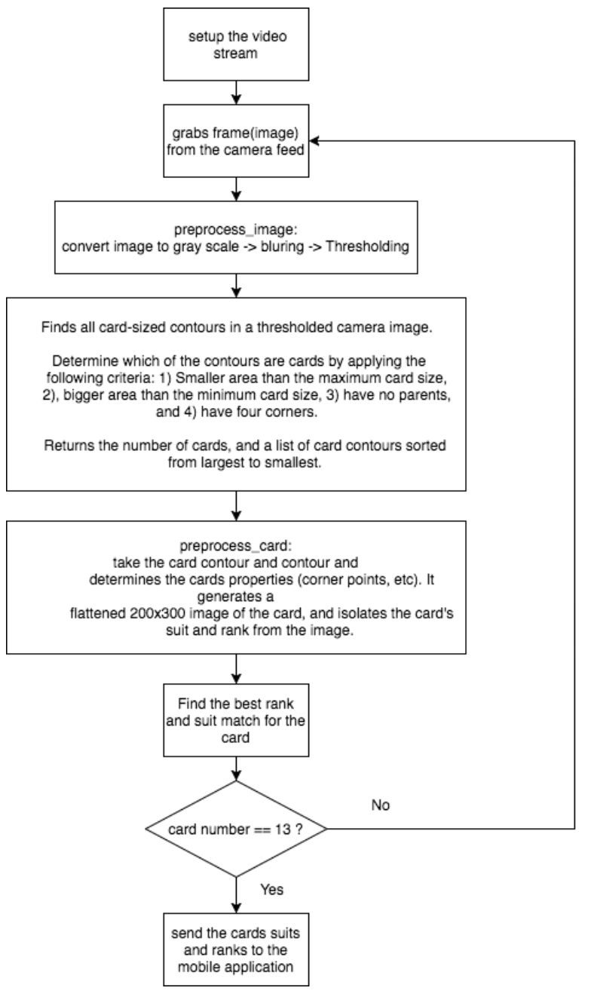 setup the video
stream
grabs frame(image)
from the camera feed
preprocess_image:
convert image to gray scale -> bluring -> Thresholding
Finds all card-sized contours in a thresholded camera image.
Determine which of the contours are cards by applying the
following criteria: 1) Smaller area than the maximum card size,
2), bigger area than the minimum card size, 3) have no parents,
and 4) have four corners.
Returns the number of cards, and a list of card contours sorted
from largest to smallest.
preprocess_card:
take the card contour and contour and
determines the cards properties (corner points, etc). It
generates a
flattened 200x300 image of the card, and isolates the card's
suit and rank from the image.
Find the best rank
and suit match for the
card
card number == 13 ?
No
Yes
send the cards suits
and ranks to the
mobile application